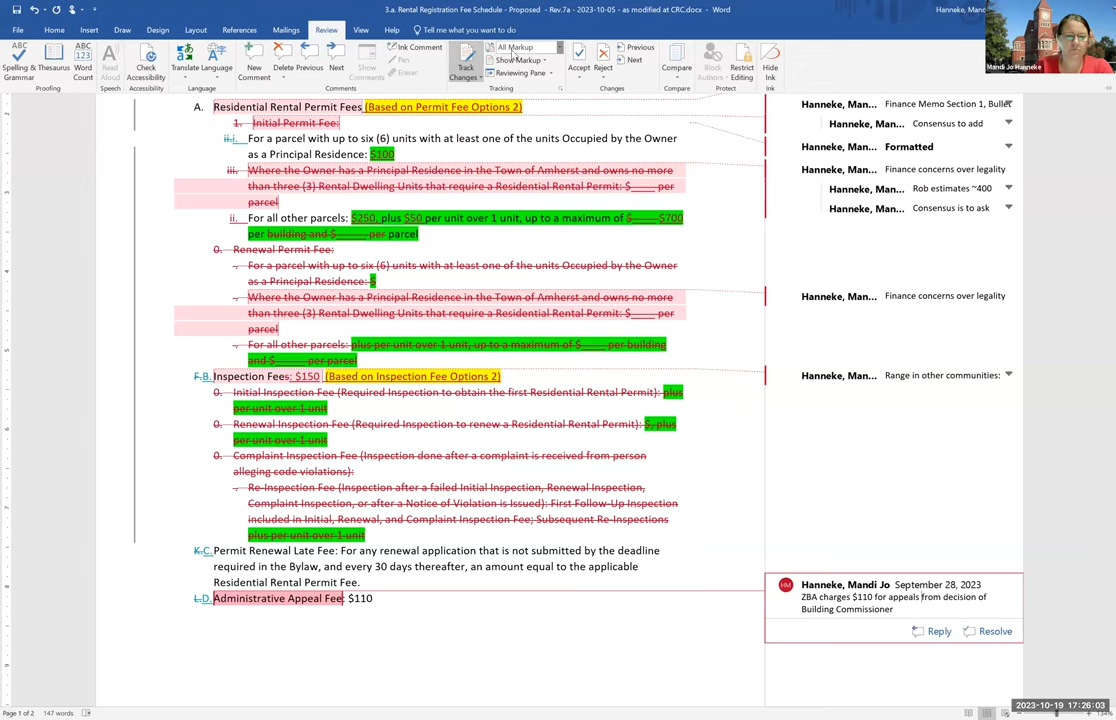 3.a. Rental Registration Fee Schedule - Proposed - Rev.7a - 2023-10-05 - as modified at CRC.docx - Word
Hanneke, Mand
File Home Insert Draw Design Layout References Mailings Review View Help Tell me what you want to do
Spelling & Grammar Thesaurus Word Count Read Aloud Check Accessibility Translate Language New Comment Delete Previous Next Show Comments Ink Comment Pen Eraser Track Changes All Markup Show Markup Reviewing Pane Accept Reject Previous Next Compare Block Authors Restrict Editing Hide Ink
Proofing Speech Accessibility Language Comments Tracking Changes Compare Protect Ink
Mandi Jo Hanneke
A. Residential Rental Permit Fees (Based on Permit Fee Options 2)
1. Initial Permit Fee:
ii.i. For a parcel with up to six (6) units with at least one of the units Occupied by the Owner
as a Principal Residence: $100
iii. Where the Owner has a Principal Residence in the Town of Amherst and owns no more
than three (3) Rental Dwelling Units that require a Residential Rental Permit: $____ per
parcel
ii. For all other parcels: $250, plus $50 per unit over 1 unit, up to a maximum of $____ $700
per building and $______ per parcel
0. Renewal Permit Fee:
. For a parcel with up to six (6) units with at least one of the units Occupied by the Owner
as a Principal Residence: $
. Where the Owner has a Principal Residence in the Town of Amherst and owns no more
than three (3) Rental Dwelling Units that require a Residential Rental Permit: $____ per
parcel
. For all other parcels: plus per unit over 1 unit, up to a maximum of $____ per building
and $______ per parcel
F.B. Inspection Fees: $150 (Based on Inspection Fee Options 2)
0. Initial Inspection Fee (Required Inspection to obtain the first Residential Rental Permit): plus
per unit over 1 unit
0. Renewal Inspection Fee (Required Inspection to renew a Residential Rental Permit): $, plus
per unit over 1 unit
0. Complaint Inspection Fee (Inspection done after a complaint is received from person
alleging code violations):
. Re-Inspection Fee (Inspection after a failed Initial Inspection, Renewal Inspection,
Complaint Inspection, or after a Notice of Violation is Issued): First Follow-Up Inspection
included in Initial, Renewal, and Complaint Inspection Fee; Subsequent Re-Inspections
plus per unit over 1 unit
K.C. Permit Renewal Late Fee: For any renewal application that is not submitted by the deadline
required in the Bylaw, and every 30 days thereafter, an amount equal to the applicable
Residential Rental Permit Fee.
L.D. Administrative Appeal Fee: $110
Hanneke, Man... Finance Memo Section 1, Bullet
Hanneke, Man... Consensus to add
Hanneke, Man... Formatted
Hanneke, Man... Finance concerns over legality
Hanneke, Man... Rob estimates ~400
Hanneke, Man... Consensus is to ask
Hanneke, Man... Finance concerns over legality
Hanneke, Man... Range in other communities:
HM Hanneke, Mandi Jo September 28, 2023
ZBA charges $110 for appeals from decision of
Building Commissioner
Reply Resolve
Page 1 of 2 147 words
2023-10-19 17:26:03